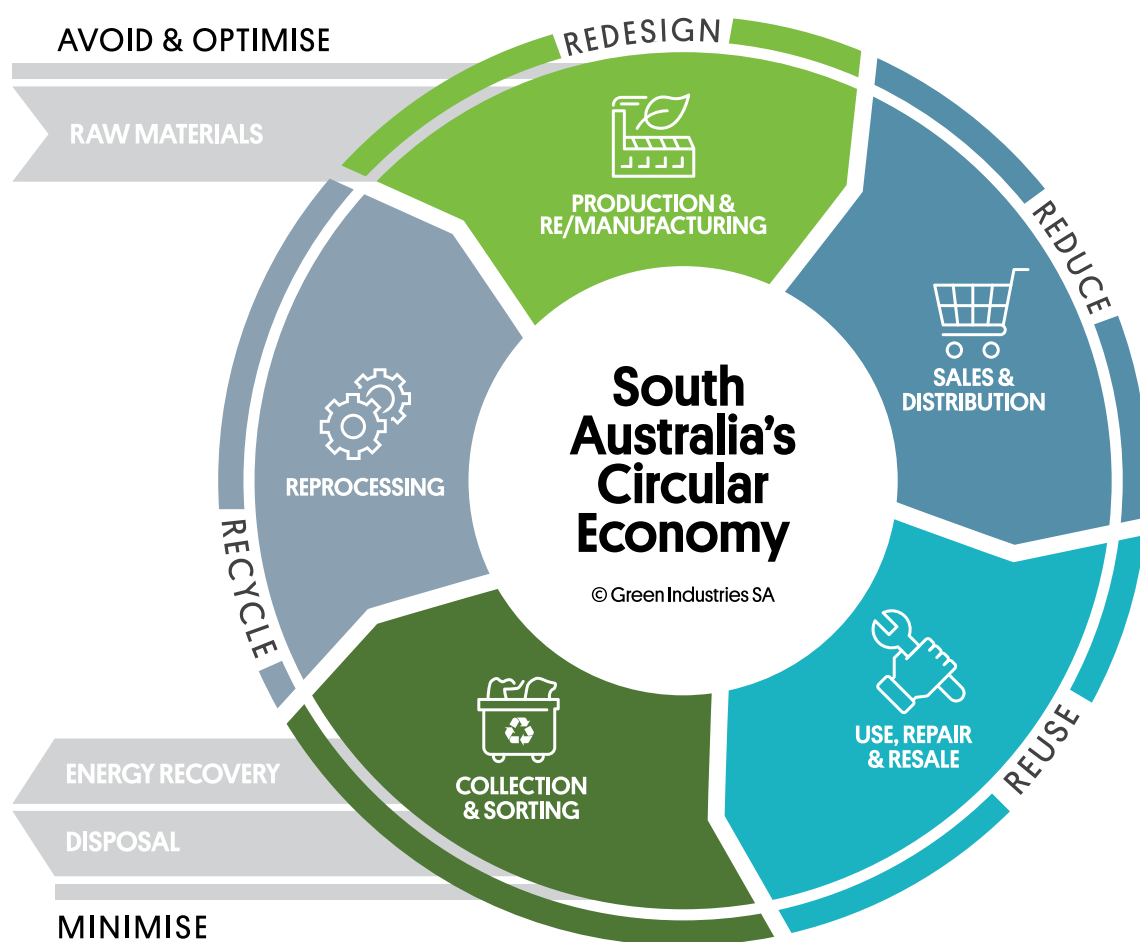 AVOID & OPTIMISE
RAW MATERIALS
REDESIGN
PRODUCTION &
RE/MANUFACTURING
REDUCE
SALES &
DISTRIBUTION
REUSE
USE, REPAIR
& RESALE
COLLECTION
& SORTING
RECYCLE
REPROCESSING
South
Australia's
Circular
Economy
© Green Industries SA
ENERGY RECOVERY
DISPOSAL
MINIMISE